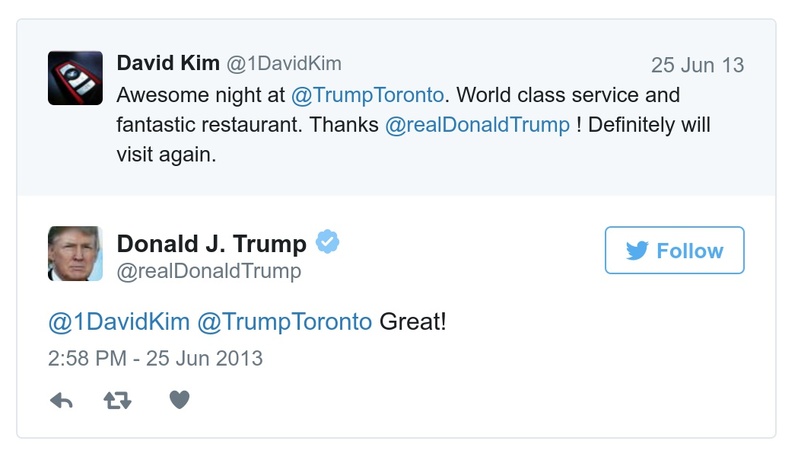 David Kim @1DavidKim 25 Jun 13
Awesome night at @TrumpToronto. World class service and
fantastic restaurant. Thanks @realDonaldTrump ! Definitely will
visit again.
Donald J. Trump
Follow
@realDonaldTrump
@1DavidKim @TrumpToronto Great!
2:58 PM - 25 Jun 2013